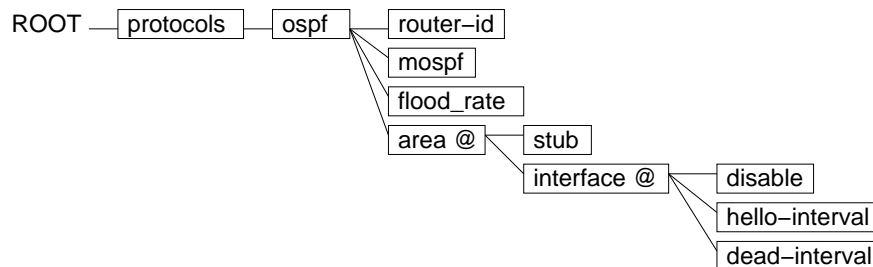 ROOT protocols ospf router–id
mospf
flood_rate
area @ stub
interface @ disable
hello–interval
dead–interval